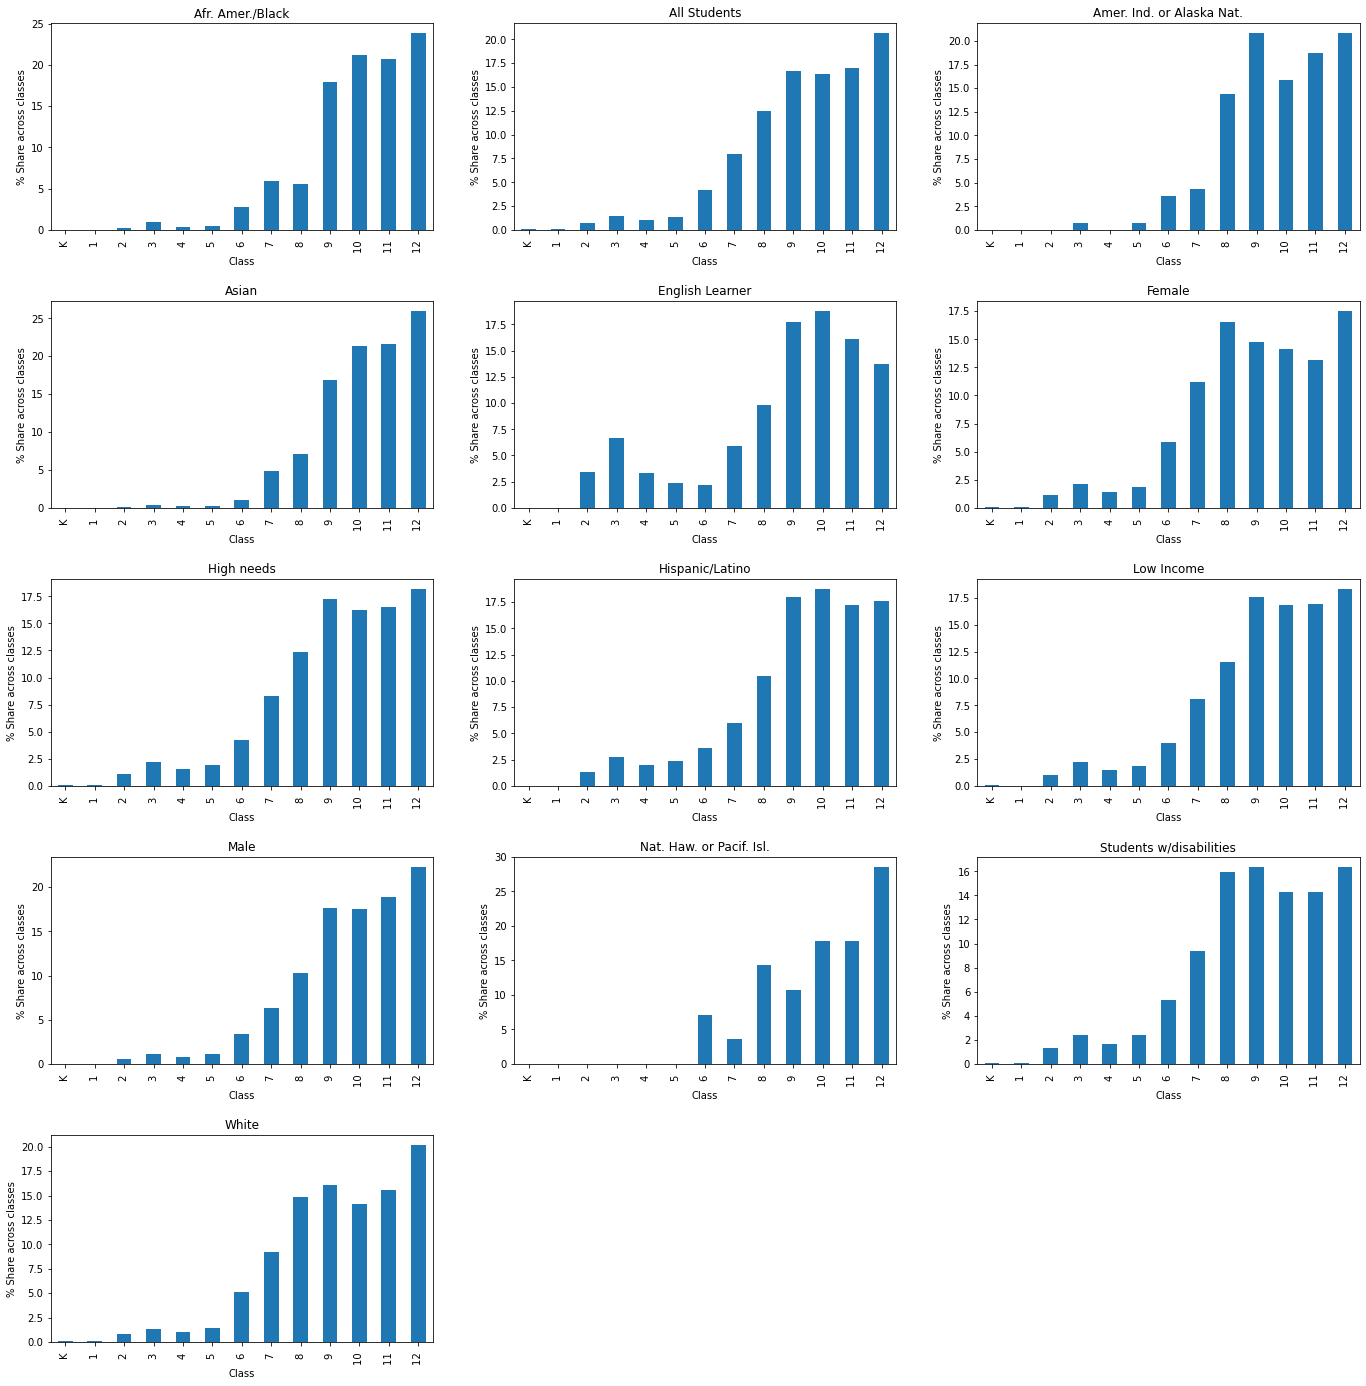 Afr. Amer./Black
% Share across classes
25
20
15
10
5
0
K 1 2 3 4 5 6 7 8 9 10 11 12
Class
All Students
% Share across classes
20.0
17.5
15.0
12.5
10.0
7.5
5.0
2.5
0.0
K 1 2 3 4 5 6 7 8 9 10 11 12
Class
Amer. Ind. or Alaska Nat.
% Share across classes
20.0
17.5
15.0
12.5
10.0
7.5
5.0
2.5
0.0
K 1 2 3 4 5 6 7 8 9 10 11 12
Class
Asian
% Share across classes
25
20
15
10
5
0
K 1 2 3 4 5 6 7 8 9 10 11 12
Class
English Learner
% Share across classes
17.5
15.0
12.5
10.0
7.5
5.0
2.5
0.0
K 1 2 3 4 5 6 7 8 9 10 11 12
Class
Female
% Share across classes
17.5
15.0
12.5
10.0
7.5
5.0
2.5
0.0
K 1 2 3 4 5 6 7 8 9 10 11 12
Class
High needs
% Share across classes
17.5
15.0
12.5
10.0
7.5
5.0
2.5
0.0
K 1 2 3 4 5 6 7 8 9 10 11 12
Class
Hispanic/Latino
% Share across classes
17.5
15.0
12.5
10.0
7.5
5.0
2.5
0.0
K 1 2 3 4 5 6 7 8 9 10 11 12
Class
Low Income
% Share across classes
17.5
15.0
12.5
10.0
7.5
5.0
2.5
0.0
K 1 2 3 4 5 6 7 8 9 10 11 12
Class
Male
% Share across classes
20
15
10
5
0
K 1 2 3 4 5 6 7 8 9 10 11 12
Class
Nat. Haw. or Pacif. Isl.
% Share across classes
30
25
20
15
10
5
0
K 1 2 3 4 5 6 7 8 9 10 11 12
Class
Students w/disabilities
% Share across classes
16
14
12
10
8
6
4
2
0
K 1 2 3 4 5 6 7 8 9 10 11 12
Class
White
% Share across classes
20.0
17.5
15.0
12.5
10.0
7.5
5.0
2.5
0.0
K 1 2 3 4 5 6 7 8 9 10 11 12
Class